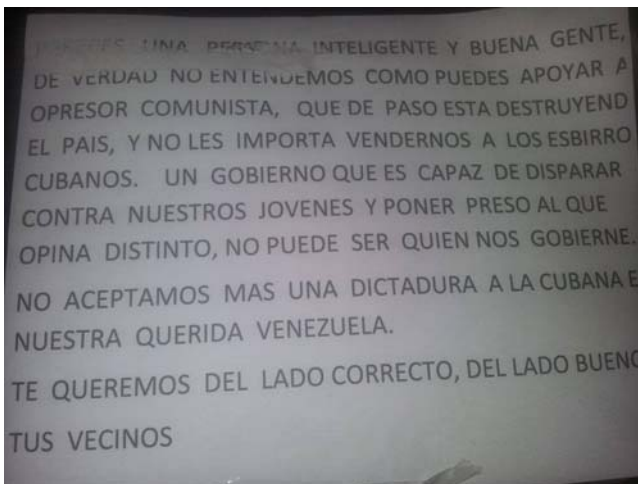 PARECES UNA PERSONA INTELIGENTE Y BUENA GENTE,
DE VERDAD NO ENTENDEMOS COMO PUEDES APOYAR A
OPRESOR COMUNISTA, QUE DE PASO ESTA DESTRUYEND
EL PAIS, Y NO LES IMPORTA VENDERNOS A LOS ESBIRRO
CUBANOS. UN GOBIERNO QUE ES CAPAZ DE DISPARAR
CONTRA NUESTROS JOVENES Y PONER PRESO AL QUE
OPINA DISTINTO, NO PUEDE SER QUIEN NOS GOBIERNE.
NO ACEPTAMOS MAS UNA DICTADURA A LA CUBANA E
NUESTRA QUERIDA VENEZUELA.
TE QUEREMOS DEL LADO CORRECTO, DEL LADO BUENO
TUS VECINOS